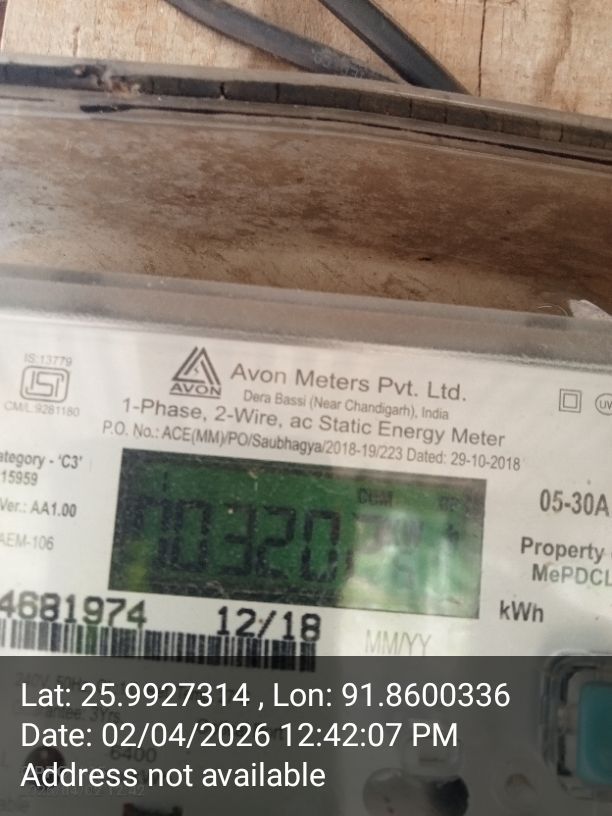 IS:13779
ISI
CM/L:9281180
AVON
Avon Meters Pvt. Ltd.
Dera Bassi (Near Chandigarh), India
1-Phase, 2-Wire, ac Static Energy Meter
P.O. No.: ACE(MM)/PO/Saubhagya/2018-19/223 Dated: 29-10-2018
ategory - 'C3'
15959
Ver.: AA1.00
AEM-106
CUM
05-30A
Property
MePDCL
kWh
4681974
12/18
MM/YY
6400
Lat: 25.9927314 , Lon: 91.8600336
Date: 02/04/2026 12:42:07 PM
Address not available